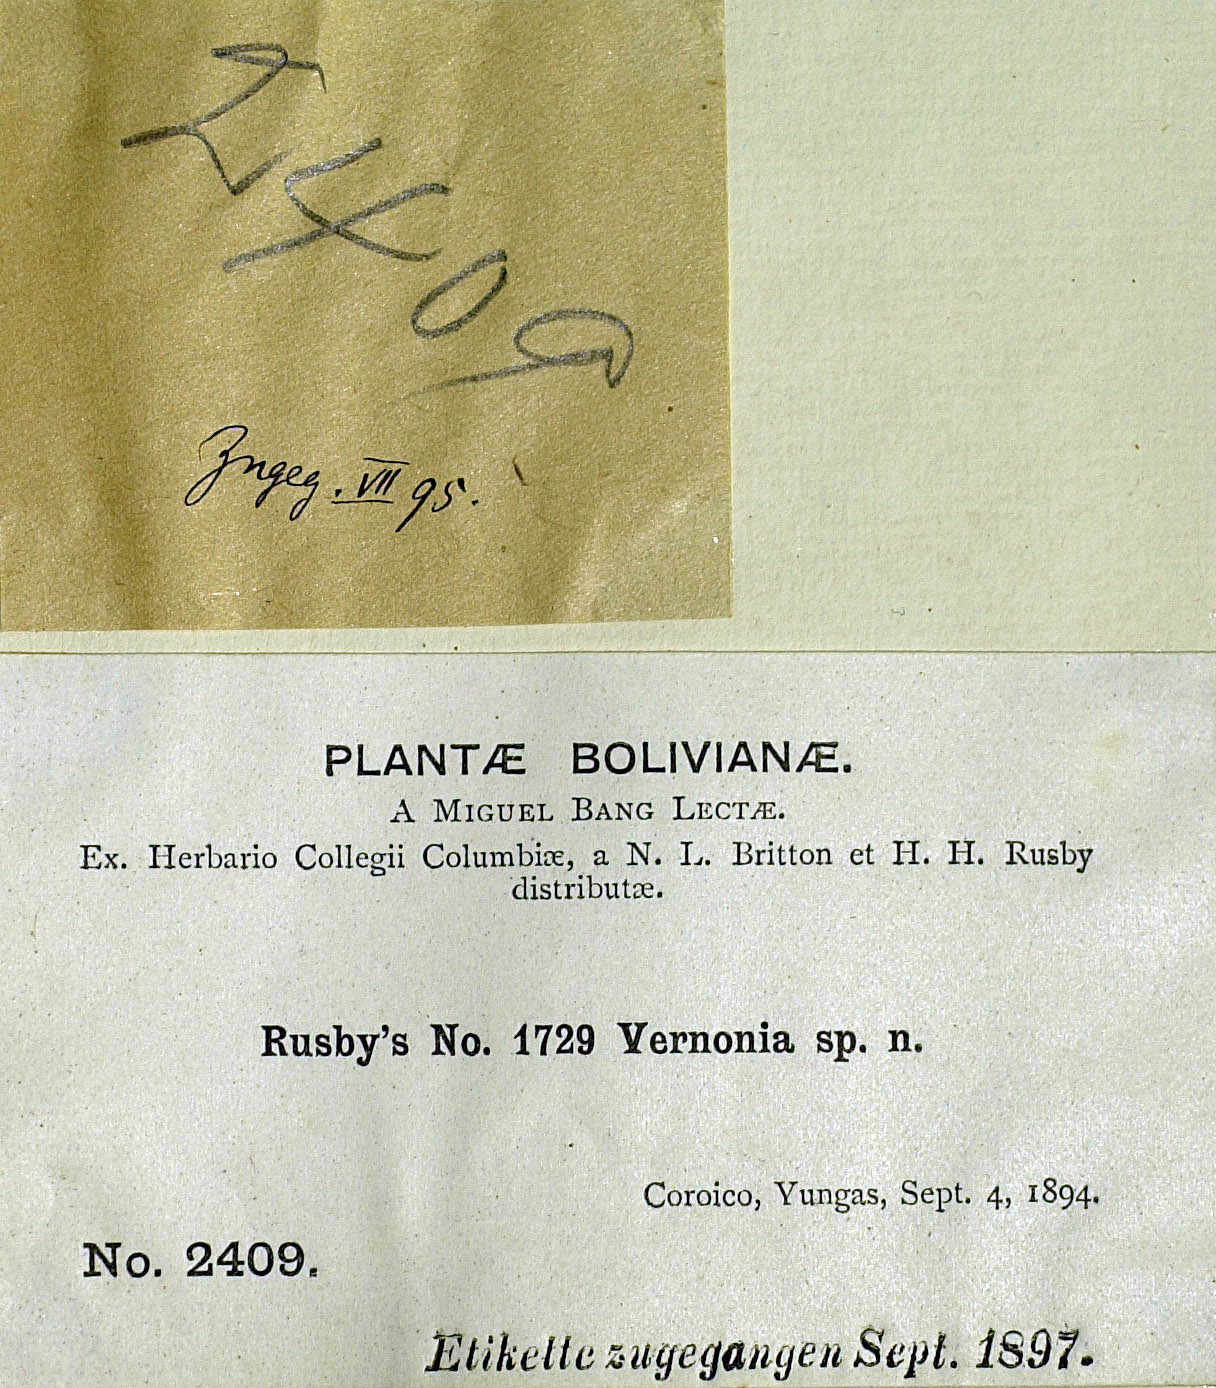 2409
Zugeg. VII 95.
PLANTÆ BOLIVIANÆ.
A MIGUEL BANG LECTÆ.
Ex. Herbario Collegii Columbiæ, a N. L. Britton et H. H. Rusby
distributæ.
Rusby's No. 1729 Vernonia sp. n.
Coroico, Yungas, Sept. 4, 1894.
No. 2409.
Etikette zugegangen Sept. 1897.